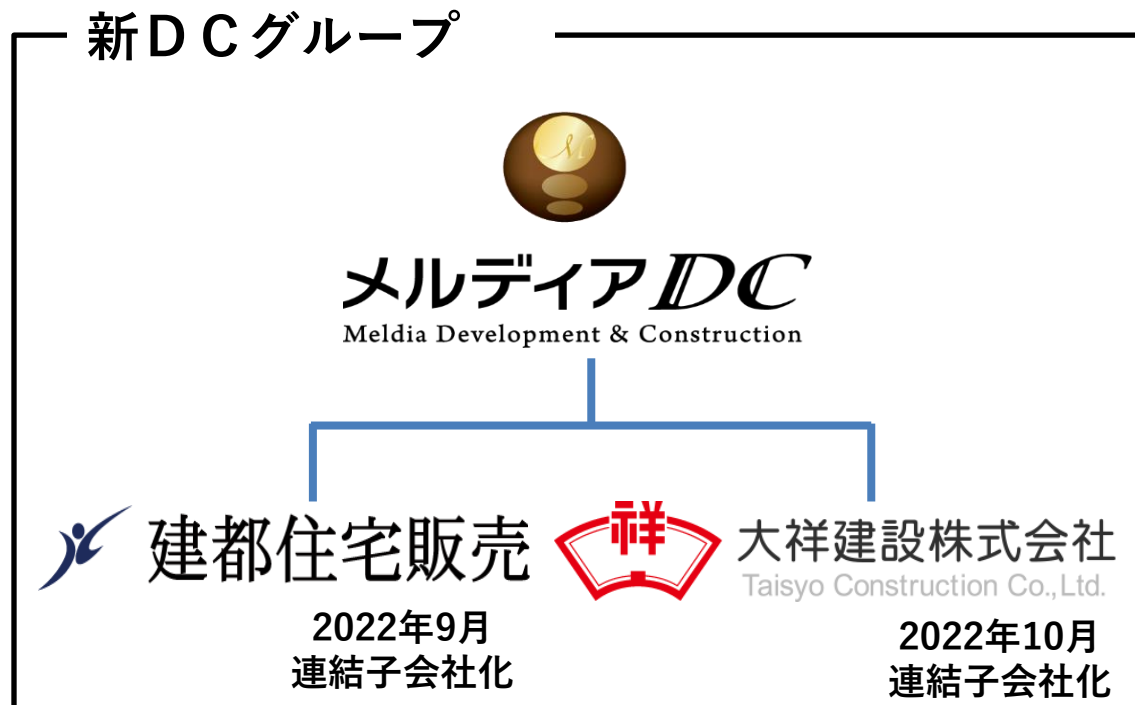 新ＤＣグループ
M
メルディアDC
Meldia Development & Construction
建都住宅販売
祥
大祥建設株式会社
Taisyo Construction Co.,Ltd.
2022年9月
連結子会社化
2022年10月
連結子会社化